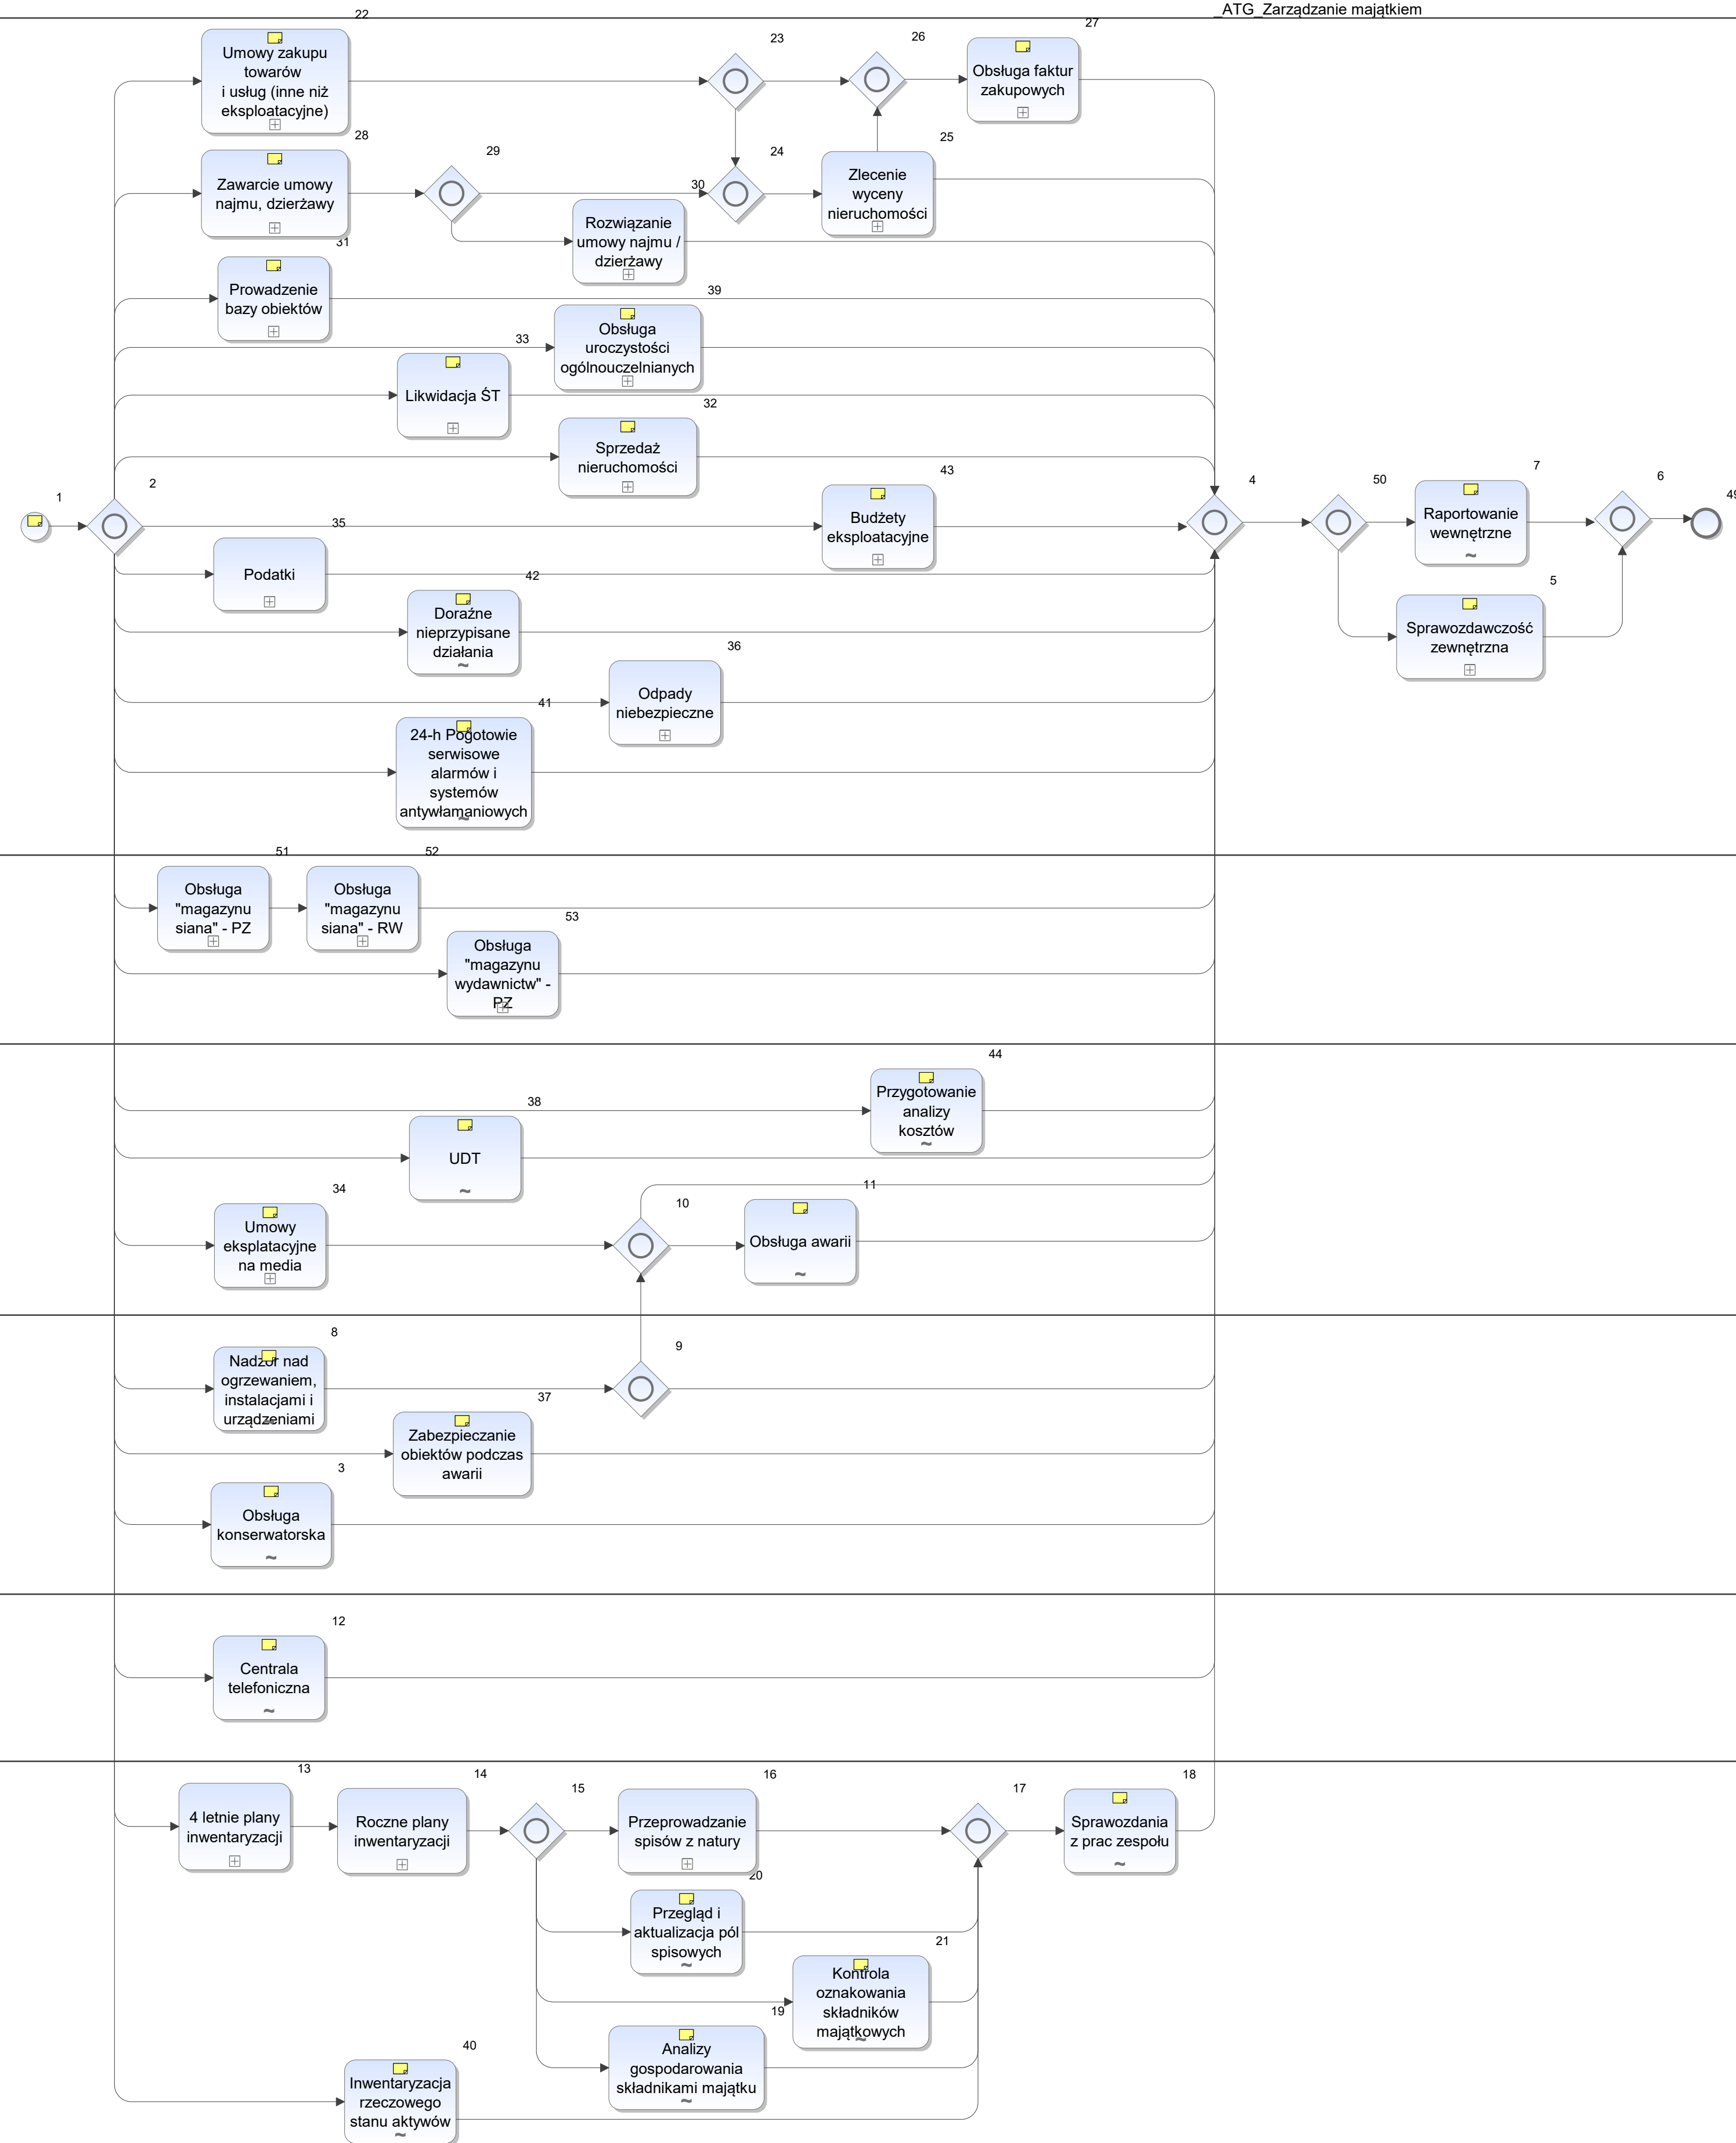 _ATG_Zarządzanie majątkiem
22
Umowy zakupu
towarów
i usług (inne niż
eksploatacyjne)
23
26
27
Obsługa faktur
zakupowych
28
Zawarcie umowy
najmu, dzierżawy
29
30
24
25
Zlecenie
wyceny
nieruchomości
Rozwiązanie
umowy najmu /
dzierżawy
31
Prowadzenie
bazy obiektów
39
Obsługa
uroczystości
ogólnouczelnianych
33
Likwidacja ŚT
32
Sprzedaż
nieruchomości
1
2
43
Budżety
eksploatacyjne
4
50
7
Raportowanie
wewnętrzne
6
49
35
Podatki
5
Sprawozdawczość
zewnętrzna
42
Doraźne
nieprzypisane
działania
36
Odpady
niebezpieczne
41
24-h Pogotowie
serwisowe
alarmów i
systemów
antywłamaniowych
51
Obsługa
"magazynu
siana" - PZ
52
Obsługa
"magazynu
siana" - RW
53
Obsługa
"magazynu
wydawnictw" -
PZ
44
Przygotowanie
analizy
kosztów
38
UDT
34
Umowy
eksplatacyjne
na media
10
11
Obsługa awarii
8
Nadzór nad
ogrzewaniem,
instalacjami i
urządzeniami
9
37
Zabezpieczanie
obiektów podczas
awarii
3
Obsługa
konserwatorska
12
Centrala
telefoniczna
13
4 letnie plany
inwentaryzacji
14
Roczne plany
inwentaryzacji
15
16
Przeprowadzanie
spisów z natury
17
18
Sprawozdania
z prac zespołu
20
Przegląd i
aktualizacja pól
spisowych
21
Kontrola
oznakowania
składników
majątkowych
19
Analizy
gospodarowania
składnikami majątku
40
Inwentaryzacja
rzeczowego
stanu aktywów